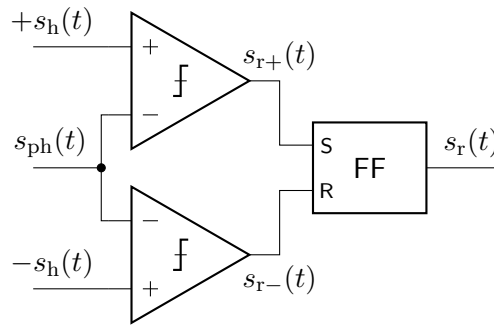 +s_h(t)
+
s_r+(t)
−
s_ph(t)
S
FF
s_r(t)
R
−
−s_h(t)
+
s_r−(t)